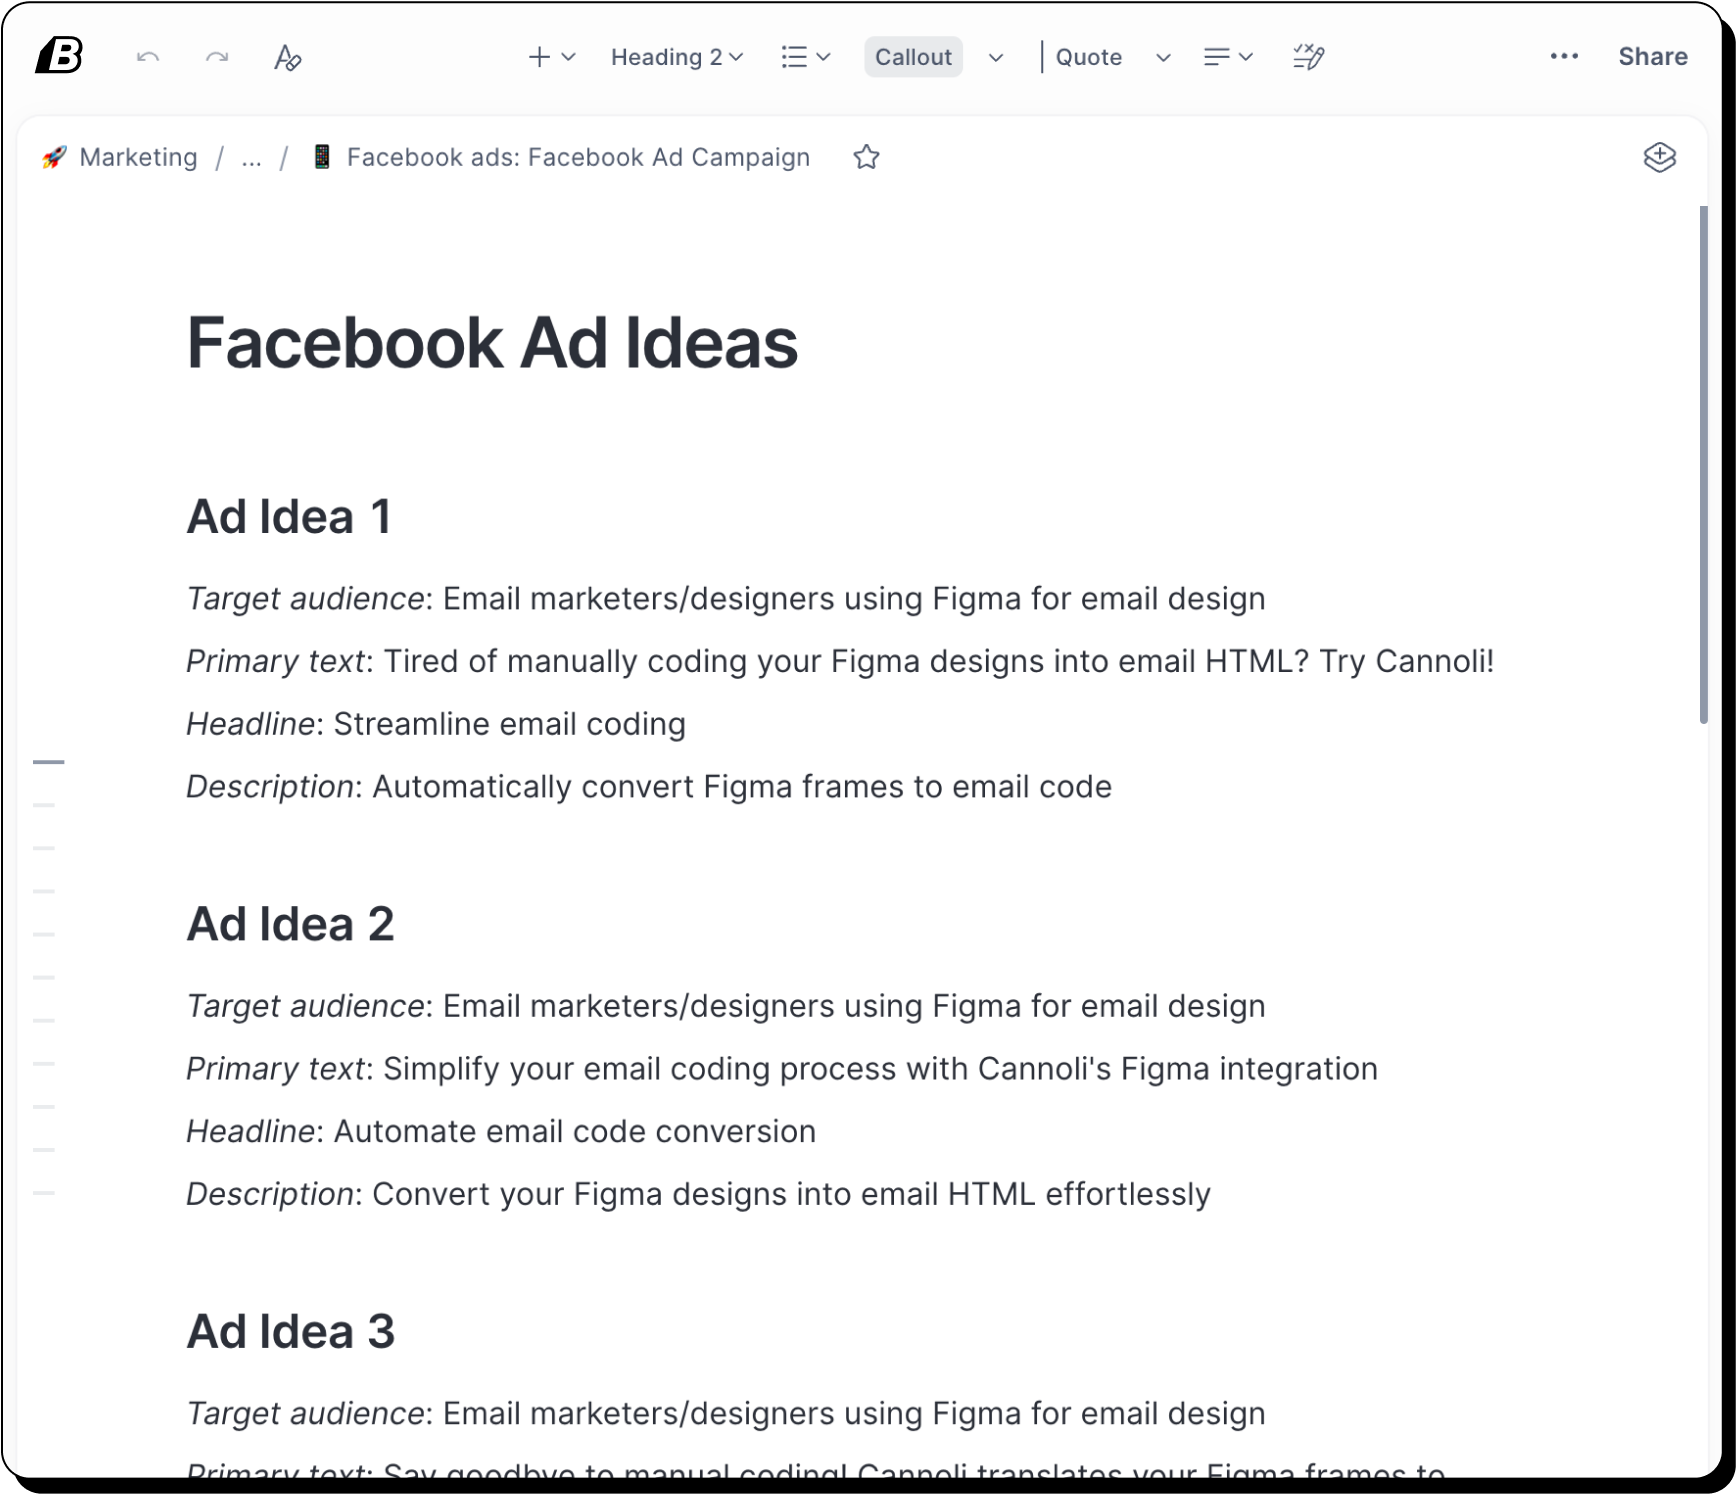 B
Heading 2
Callout
Quote
Share
Marketing / ... / Facebook ads: Facebook Ad Campaign
Facebook Ad Ideas
Ad Idea 1
Target audience: Email marketers/designers using Figma for email design
Primary text: Tired of manually coding your Figma designs into email HTML? Try Cannoli!
Headline: Streamline email coding
Description: Automatically convert Figma frames to email code
Ad Idea 2
Target audience: Email marketers/designers using Figma for email design
Primary text: Simplify your email coding process with Cannoli's Figma integration
Headline: Automate email code conversion
Description: Convert your Figma designs into email HTML effortlessly
Ad Idea 3
Target audience: Email marketers/designers using Figma for email design
Primary text: Say goodbye to manual coding! Cannoli translates your Figma frames to